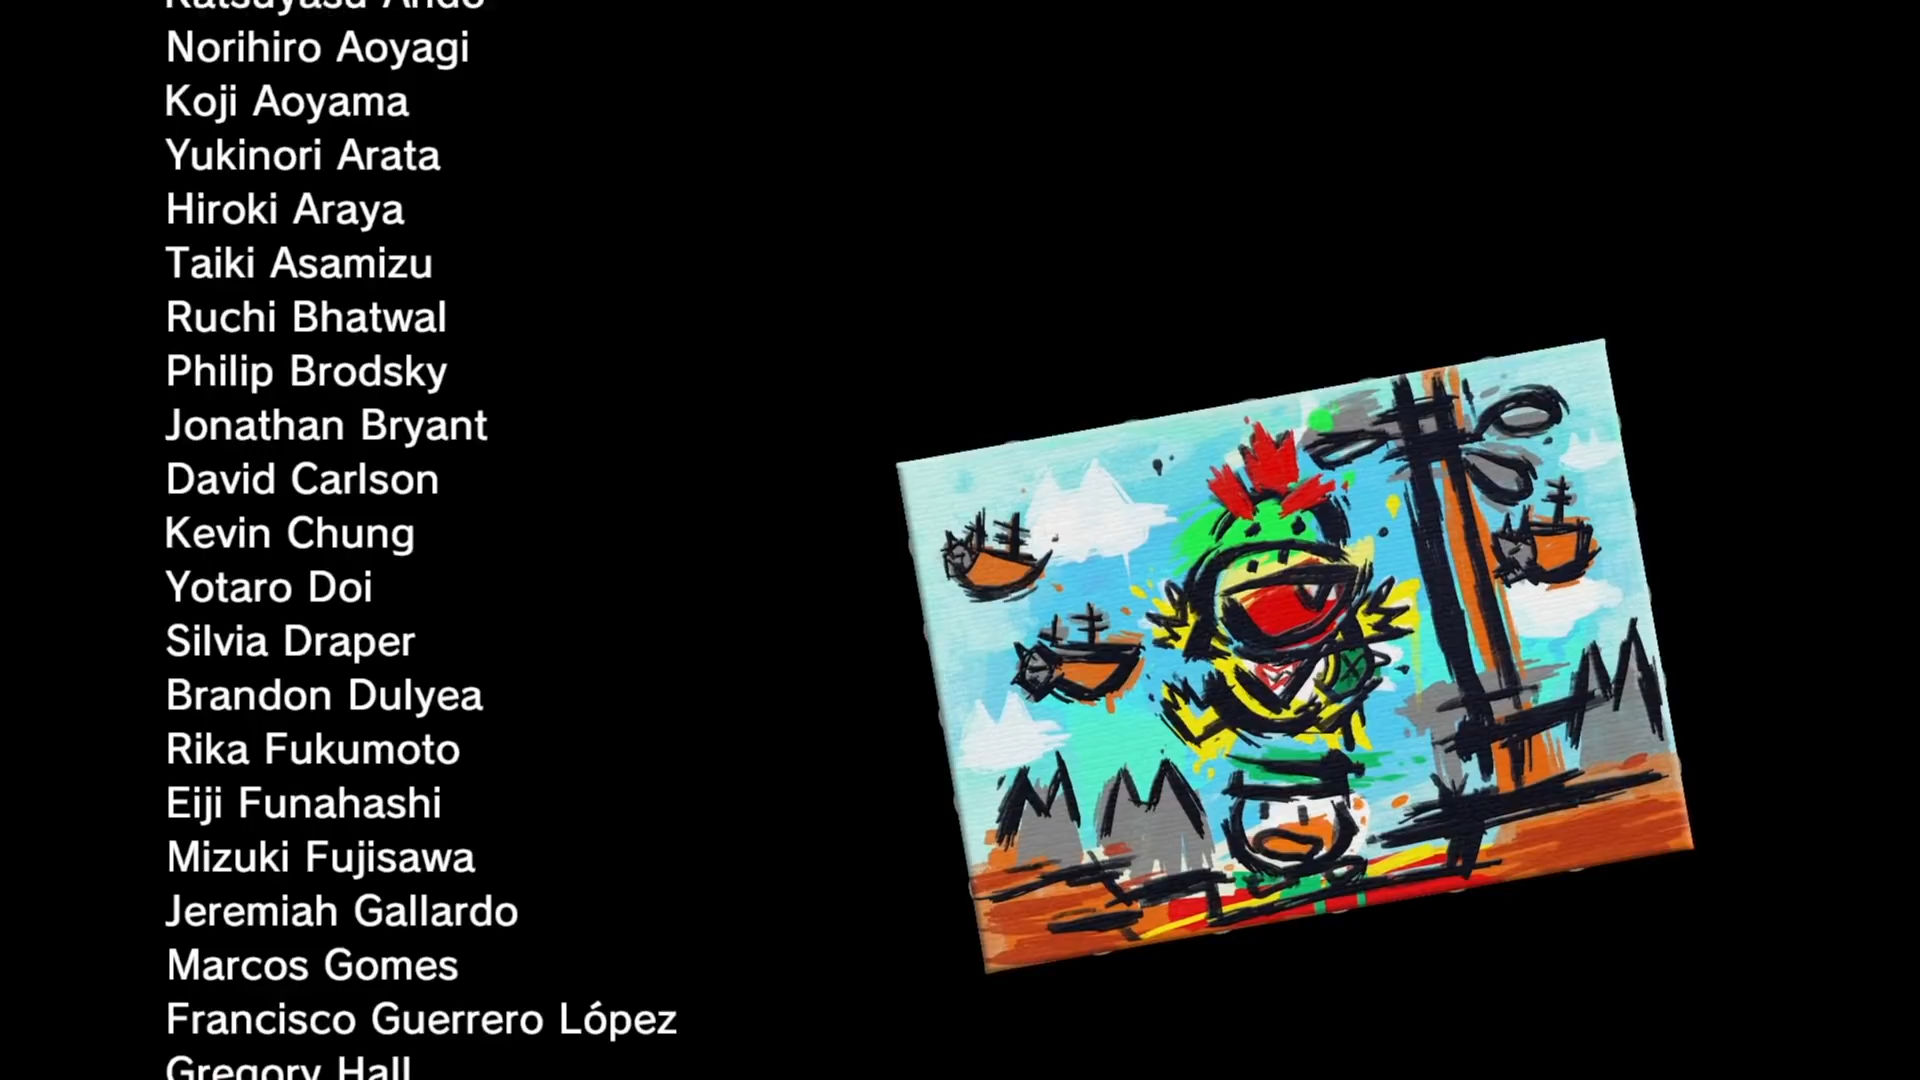 Katsuyasu Ando
Norihiro Aoyagi
Koji Aoyama
Yukinori Arata
Hiroki Araya
Taiki Asamizu
Ruchi Bhatwal
Philip Brodsky
Jonathan Bryant
David Carlson
Kevin Chung
Yotaro Doi
Silvia Draper
Brandon Dulyea
Rika Fukumoto
Eiji Funahashi
Mizuki Fujisawa
Jeremiah Gallardo
Marcos Gomes
Francisco Guerrero López
Gregory Hall